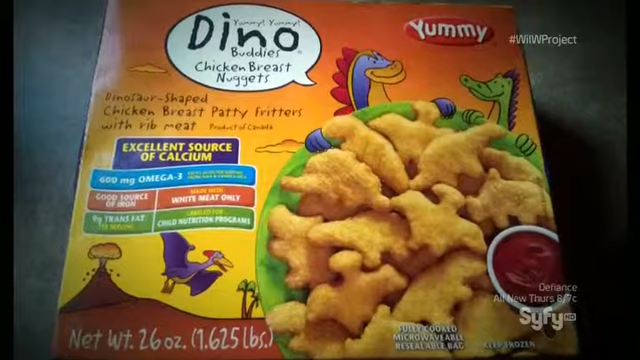 Yummy! Yummy!
Dino
Buddies
Chicken Breast
Nuggets
Yummy
#WilWProject
Dinosaur-Shaped
Chicken Breast Patty Fritters
with rib meat Product of Canada
EXCELLENT SOURCE
OF CALCIUM
600 mg OMEGA-3
GOOD SOURCE
OF IRON
MADE WITH
WHITE MEAT ONLY
0g TRANS FAT
PER SERVING
LABELED FOR
CHILD NUTRITION PROGRAMS
Net Wt. 26 oz. (1.625 lbs.)
FULLY COOKED
MICROWAVEABLE
RESEALABLE BAG
KEEP FROZEN
Defiance
All New Thurs 8/7c
Syfy HD